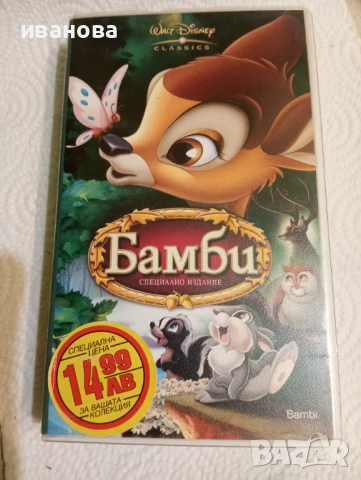 иванова
WALT DISNEY
CLASSICS
Бамби
СПЕЦИАЛНО ИЗДАНИЕ
СПЕЦИАЛНА
ЦЕНА
14 99
ЛВ
ЗА ВАШАТА
КОЛЕКЦИЯ
Bambi
BAZAR